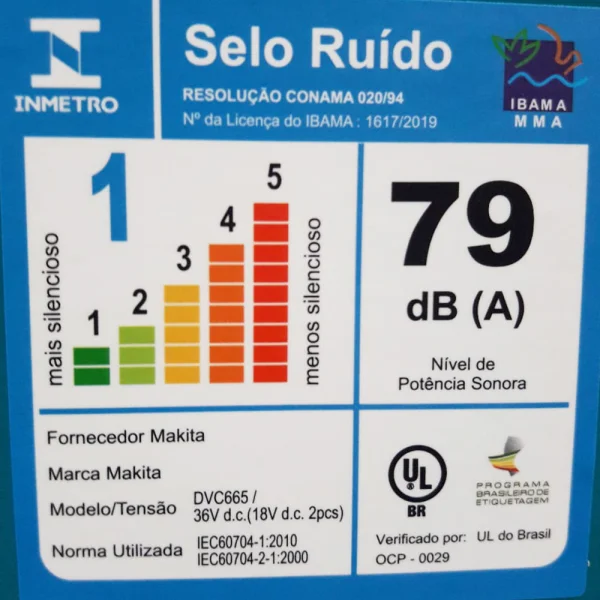 INMETRO
Selo Ruído
RESOLUÇÃO CONAMA 020/94
Nº da Licença do IBAMA : 1617/2019
IBAMA
MMA
1
mais silencioso
1
2
3
4
5
menos silencioso
79
dB (A)
Nível de
Potência Sonora
Fornecedor Makita
Marca Makita
Modelo/Tensão DVC665 /
36V d.c.(18V d.c. 2pcs)
Norma Utilizada IEC60704-1:2010
IEC60704-2-1:2000
UL
BR
PROGRAMA
BRASILEIRO DE
ETIQUETAGEM
Verificado por: UL do Brasil
OCP - 0029